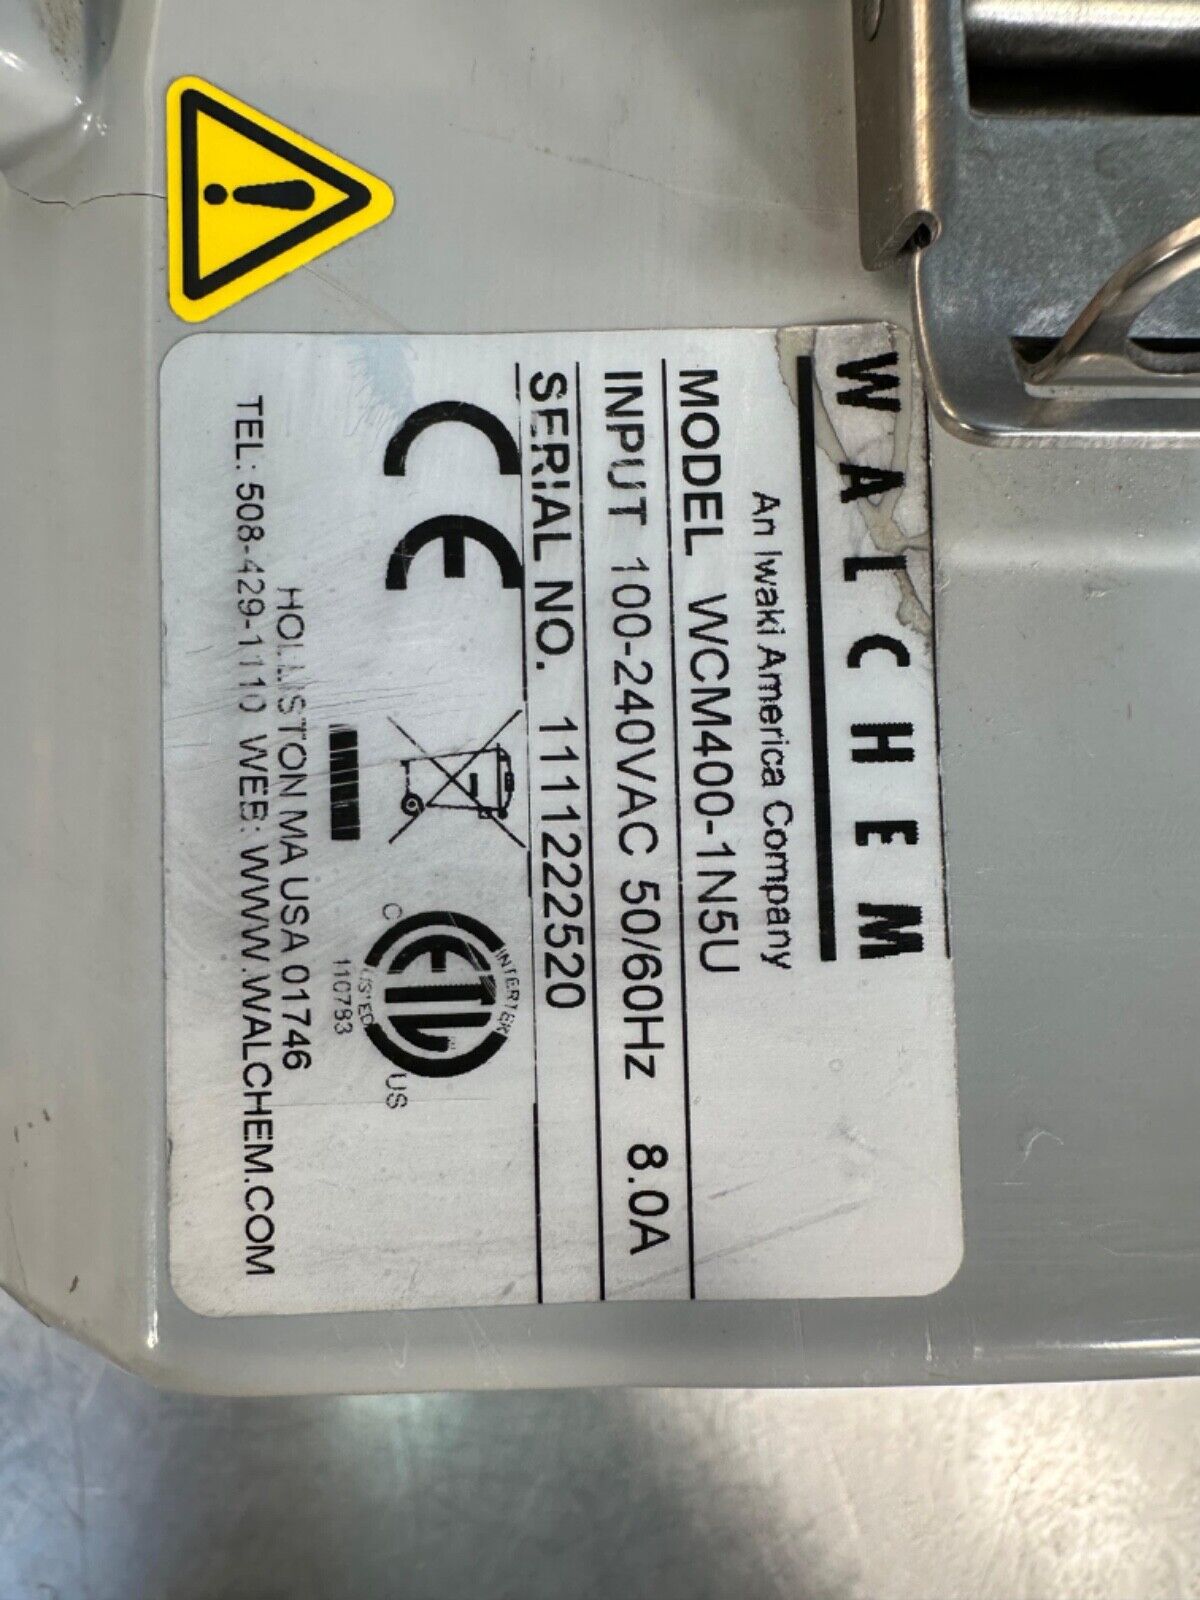 WALCHEM
An Iwaki America Company
MODEL WCM400-1N5U
INPUT 100-240VAC 50/60Hz 8.0A
SERIAL NO. 1111222520
CE
INTERTEK
ETL
C US
LISTED
110783
HOLLISTON MA USA 01746
TEL: 508-429-1110 WEB: WWW.WALCHEM.COM